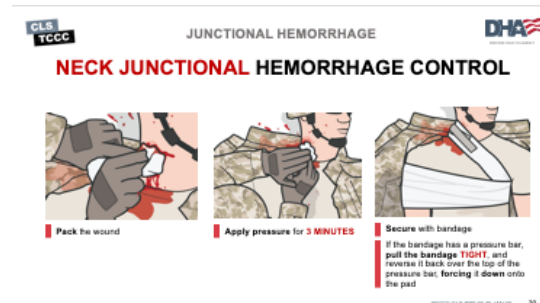 CLS
TCCC
JUNCTIONAL HEMORRHAGE
DHA
NECK JUNCTIONAL HEMORRHAGE CONTROL
Pack the wound
Apply pressure for 3 MINUTES
Secure with bandage
If the bandage has a pressure bar,
pull the bandage TIGHT, and
reverse it back over the top of the
pressure bar, forcing it down onto
the pad